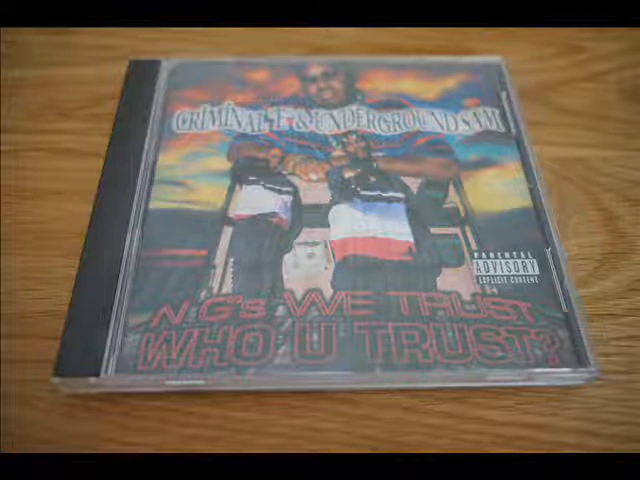 CRIMINAL-T & UNDERGROUND SAM
PARENTAL
ADVISORY
EXPLICIT CONTENT
N G's WE TRUST
WHO U TRUST?